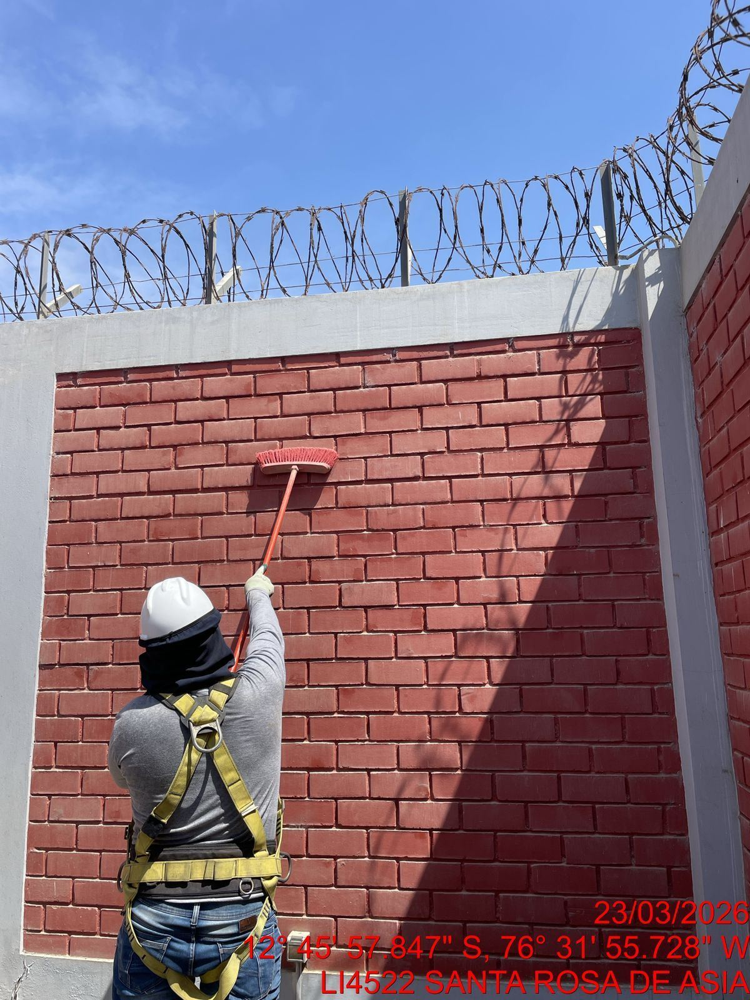 23/03/2026
12° 45' 57.847" S, 76° 31' 55.728" W
LI4522 SANTA ROSA DE ASIA